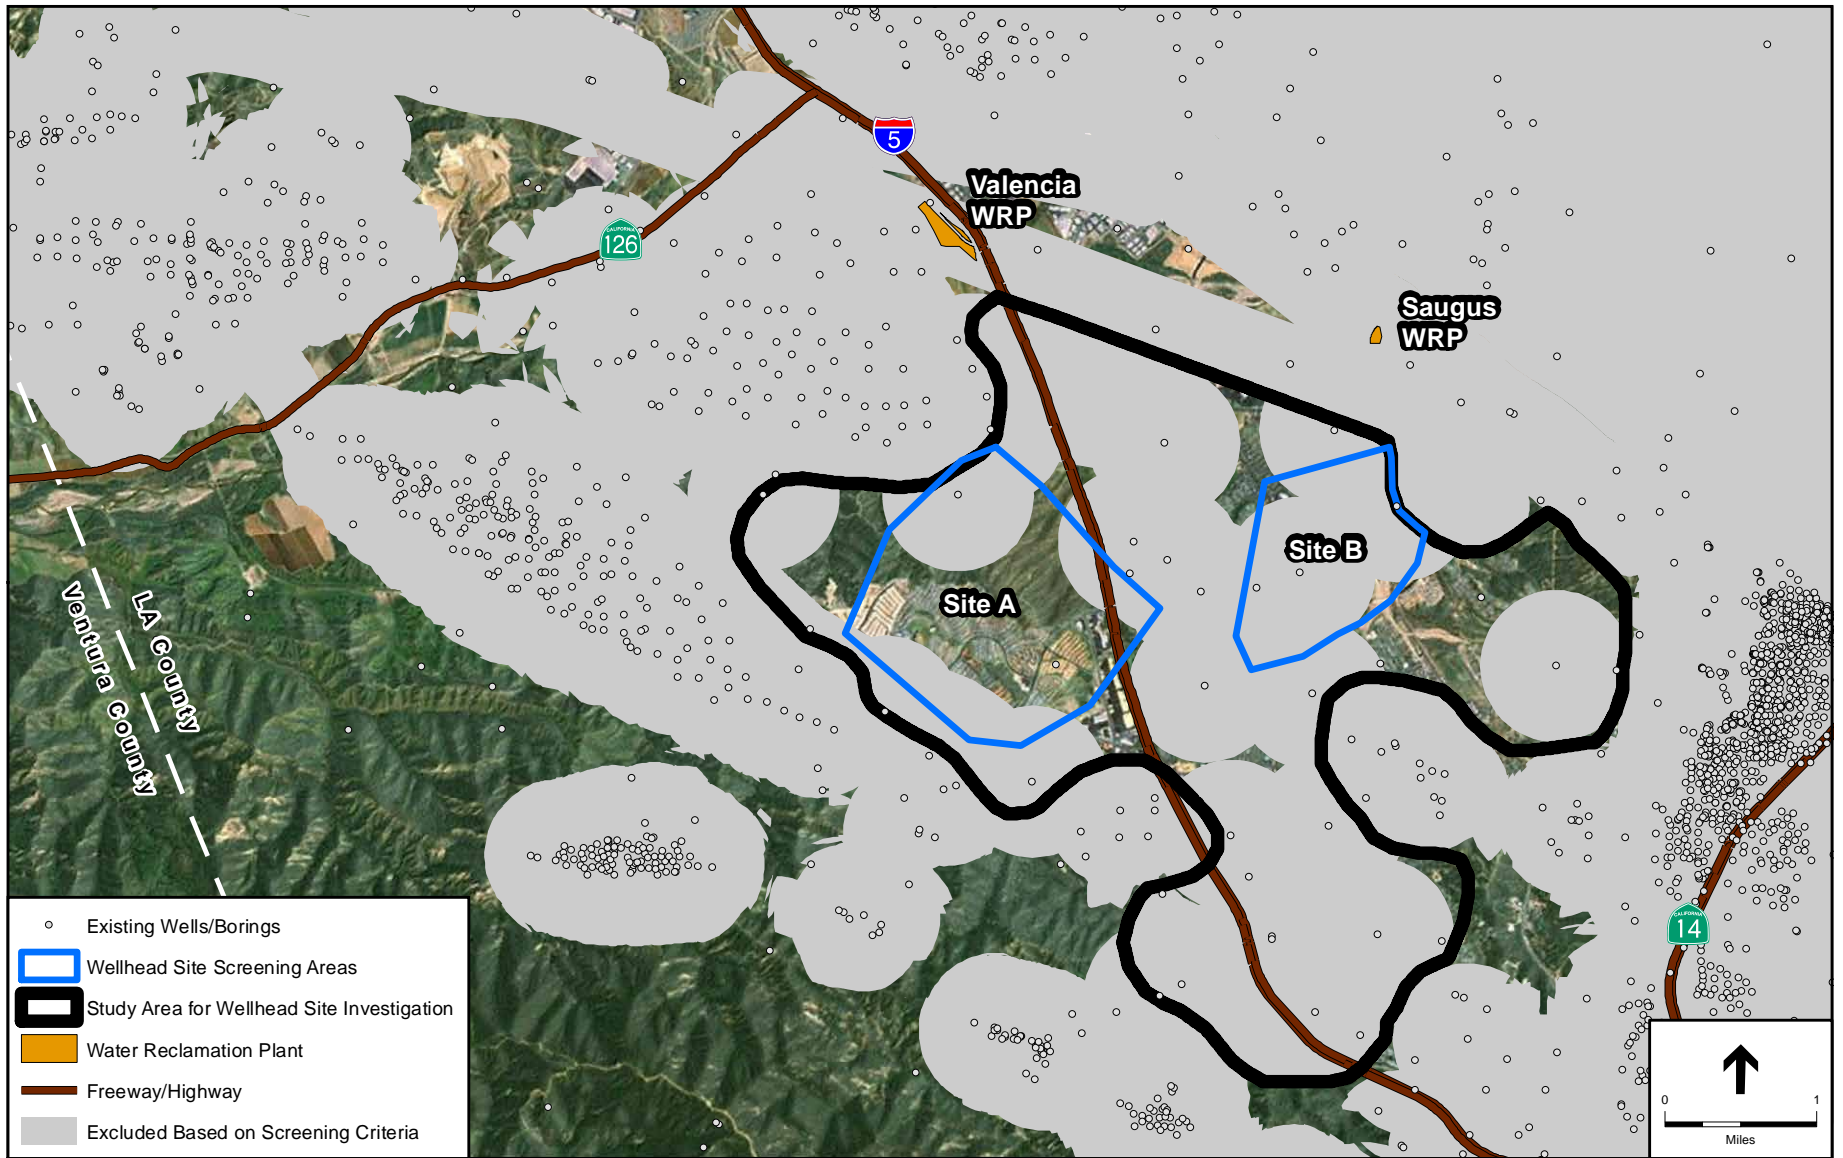 5
Valencia
WRP
CALIFORNIA
126
Saugus
WRP
Site B
Site A
LA County
Ventura County
CALIFORNIA
14
Existing Wells/Borings
Wellhead Site Screening Areas
Study Area for Wellhead Site Investigation
Water Reclamation Plant
Freeway/Highway
Excluded Based on Screening Criteria
0 1
Miles